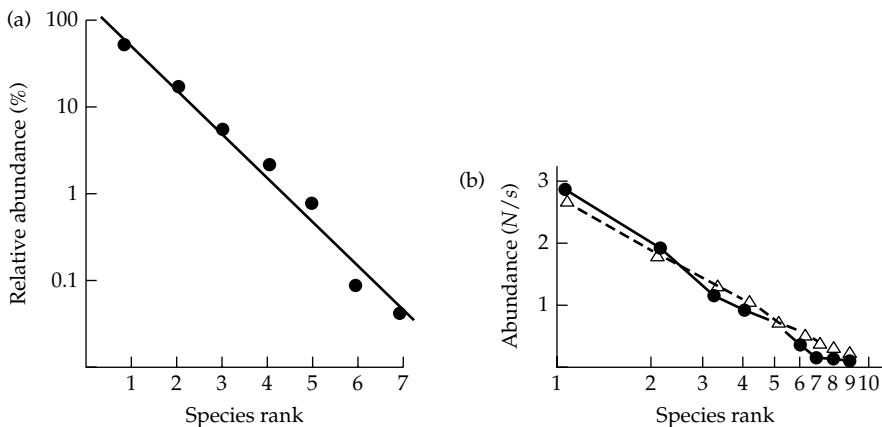 (a)
Relative abundance (%)
100
10
1
0.1
1 2 3 4 5 6 7
Species rank
(b)
Abundance (N/s)
3
2
1
1 2 3 4 5 6 7 8 9 10
Species rank